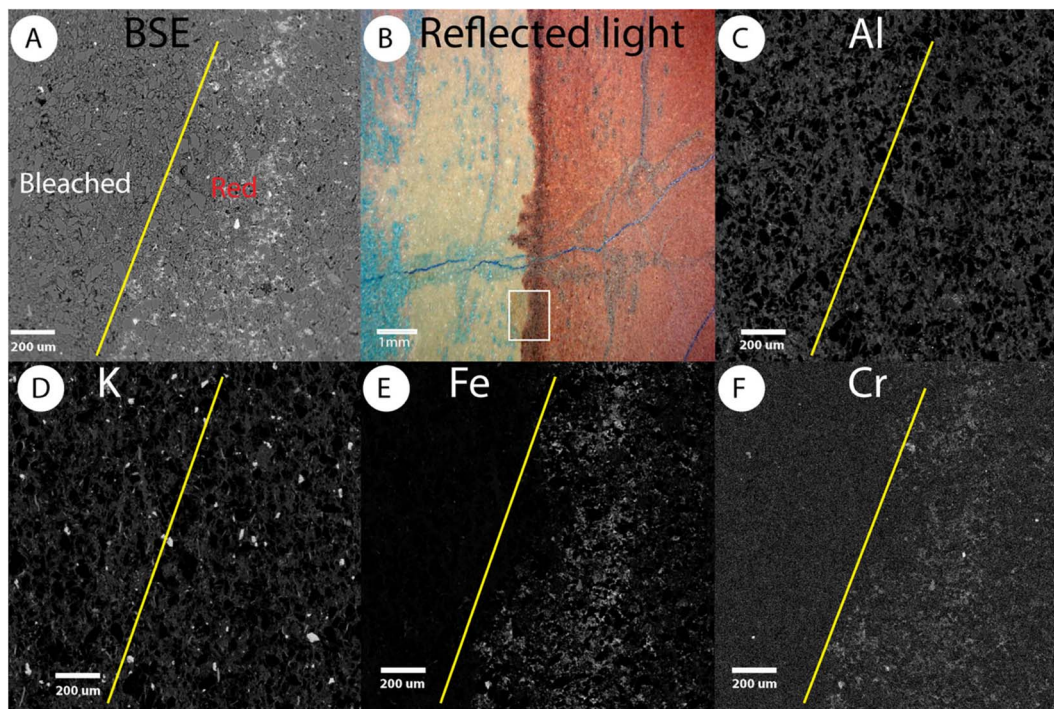 A
BSE
Bleached
Red
200 um
B
Reflected light
1mm
C
Al
200 um
D
K
200 um
E
Fe
200 um
F
Cr
200 um